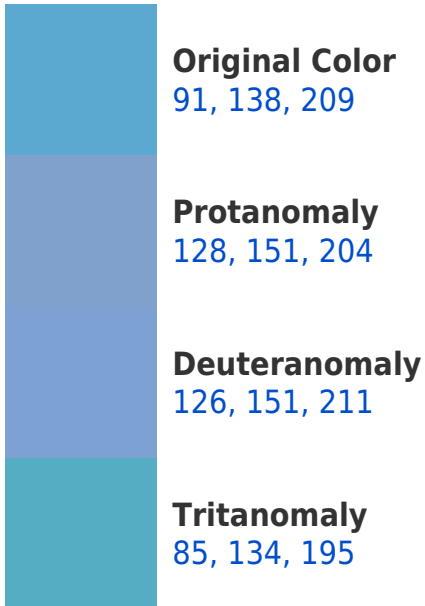 Original Color
91, 138, 209
Protanomaly
128, 151, 204
Deuteranomaly
126, 151, 211
Tritanomaly
85, 134, 195